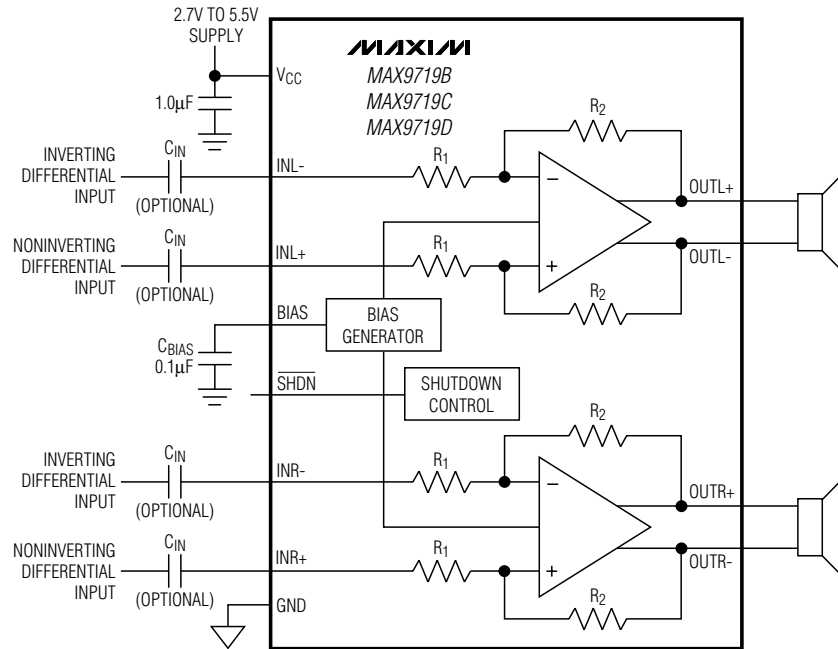 2.7V TO 5.5V
SUPPLY
VCC
1.0µF
MAXIM
MAX9719B
MAX9719C
MAX9719D
INVERTING
DIFFERENTIAL
INPUT
CIN
(OPTIONAL)
INL-
R1
R2
−
OUTL+
NONINVERTING
DIFFERENTIAL
INPUT
CIN
(OPTIONAL)
INL+
R1
+
R2
OUTL-
BIAS
CBIAS
0.1µF
BIAS
GENERATOR
SHDN
SHUTDOWN
CONTROL
INVERTING
DIFFERENTIAL
INPUT
CIN
(OPTIONAL)
INR-
R1
R2
−
OUTR+
NONINVERTING
DIFFERENTIAL
INPUT
CIN
(OPTIONAL)
INR+
R1
+
R2
OUTR-
GND